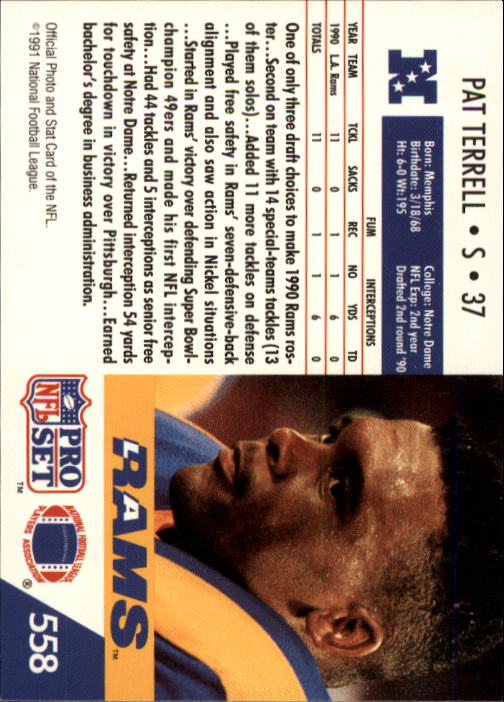 PAT TERRELL • S • 37
N
Born: Memphis
Birthdate: 3/18/68
Ht: 6-0 Wt: 195
College: Notre Dame
NFL Exp: 2nd year
Drafted 2nd round '90
FUM INTERCEPTIONS
YEAR TEAM TCKL SACKS REC NO YDS TD
1990 L.A. Rams 11 0 1 1 6 0
TOTALS 11 0 1 1 6 0
One of only three draft choices to make 1990 Rams ros-
ter...Second on team with 14 special-teams tackles (13
of them solos)...Added 11 more tackles on defense
...Played free safety in Rams' seven-defensive-back
alignment and also saw action in Nickel situations
...Started in Rams' victory over defending Super Bowl-
champion 49ers and made his first NFL intercep-
tion...Had 44 tackles and 5 interceptions as senior free
safety at Notre Dame...Returned interception 54 yards
for touchdown in victory over Pittsburgh...Earned
bachelor's degree in business administration.
Official Photo and Stat Card of the NFL.
©1991 National Football League.
RAMS™
PRO
NFL
SET™
NATIONAL FOOTBALL LEAGUE
PLAYERS ASSOCIATION ®
558